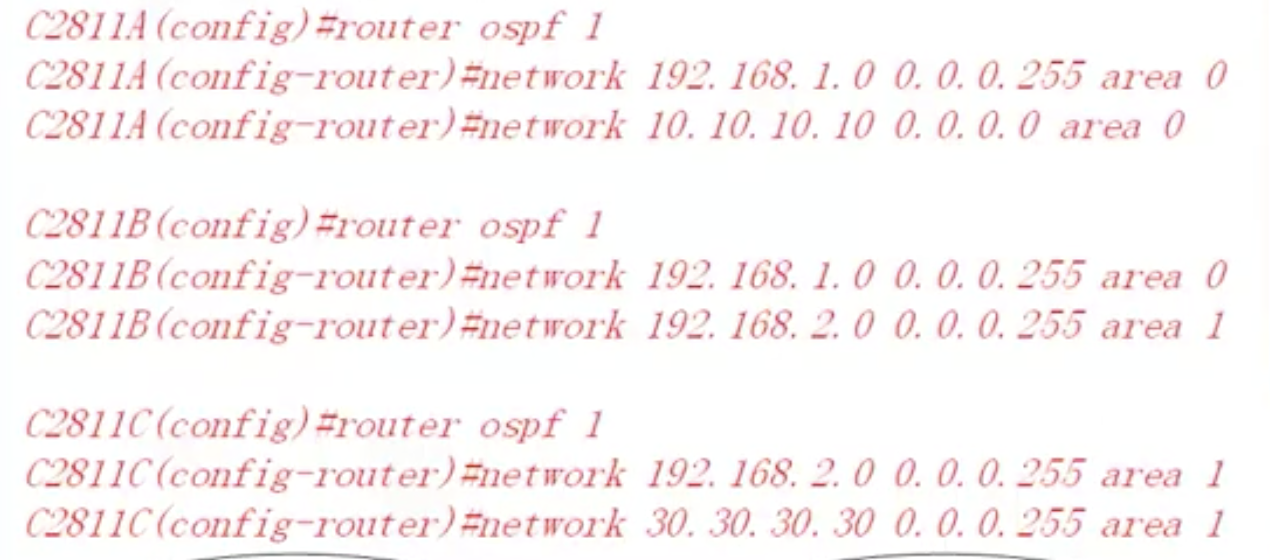 C2811A(config)#router ospf 1
C2811A(config-router)#network 192.168.1.0 0.0.0.255 area 0
C2811A(config-router)#network 10.10.10.10 0.0.0.0 area 0
C2811B(config)#router ospf 1
C2811B(config-router)#network 192.168.1.0 0.0.0.255 area 0
C2811B(config-router)#network 192.168.2.0 0.0.0.255 area 1
C2811C(config)#router ospf 1
C2811C(config-router)#network 192.168.2.0 0.0.0.255 area 1
C2811C(config-router)#network 30.30.30.30 0.0.0.255 area 1